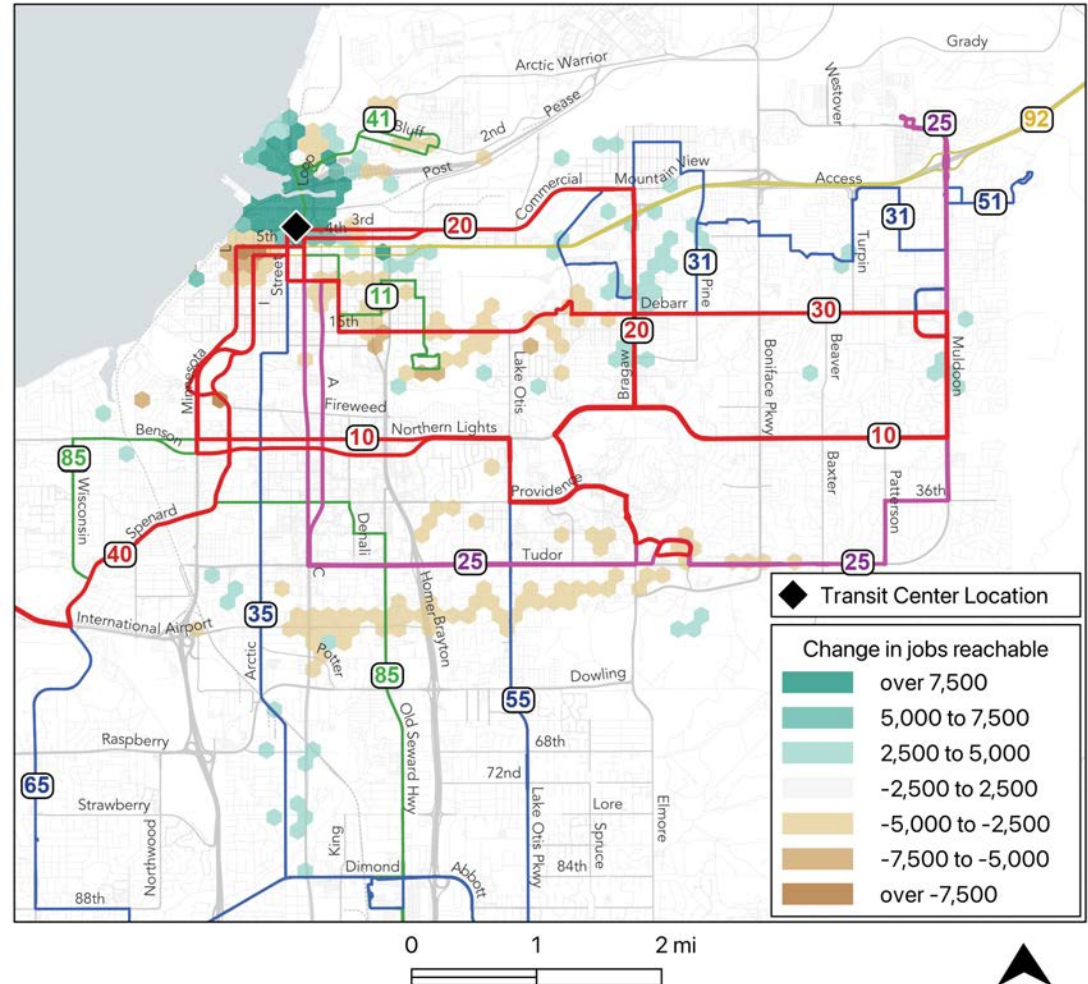 Grady
Arctic Warrior
Westover
Pease
41
Bluff
2nd
25
92
Post
Loop
Mountain View
Access
Commercial
51
3rd
4th
20
31
5th
L
Turpin
31
Street
I
11
Pine
Debarr
30
15th
20
Minnesota
Lake Otis
Bragaw
Boniface Pkwy
Beaver
Muldoon
A
Fireweed
Benson
10
Northern Lights
10
85
Wisconsin
Providence
Baxter
Patterson
36th
Spenard
Denali
40
25
Tudor
25
C
Homer Brayton
35
International Airport
Arctic
Potter
85
Dowling
55
Old Seward Hwy
Raspberry
68th
72nd
65
Strawberry
Northwood
King
Lake Otis Pkwy
Lore
Spruce
Elmore
Dimond
Abbott
84th
88th
Transit Center Location
Change in jobs reachable
over 7,500
5,000 to 7,500
2,500 to 5,000
-2,500 to 2,500
-5,000 to -2,500
-7,500 to -5,000
over -7,500
0 1 2 mi